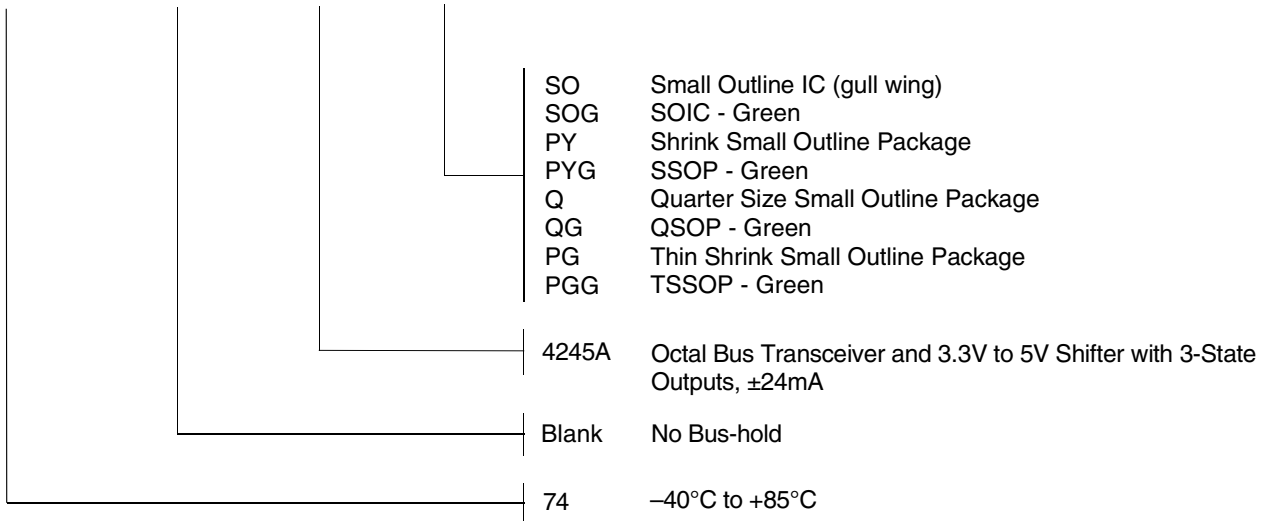 SO Small Outline IC (gull wing)
SOG SOIC - Green
PY Shrink Small Outline Package
PYG SSOP - Green
Q Quarter Size Small Outline Package
QG QSOP - Green
PG Thin Shrink Small Outline Package
PGG TSSOP - Green
4245A Octal Bus Transceiver and 3.3V to 5V Shifter with 3-State
Outputs, ±24mA
Blank No Bus-hold
74 –40°C to +85°C